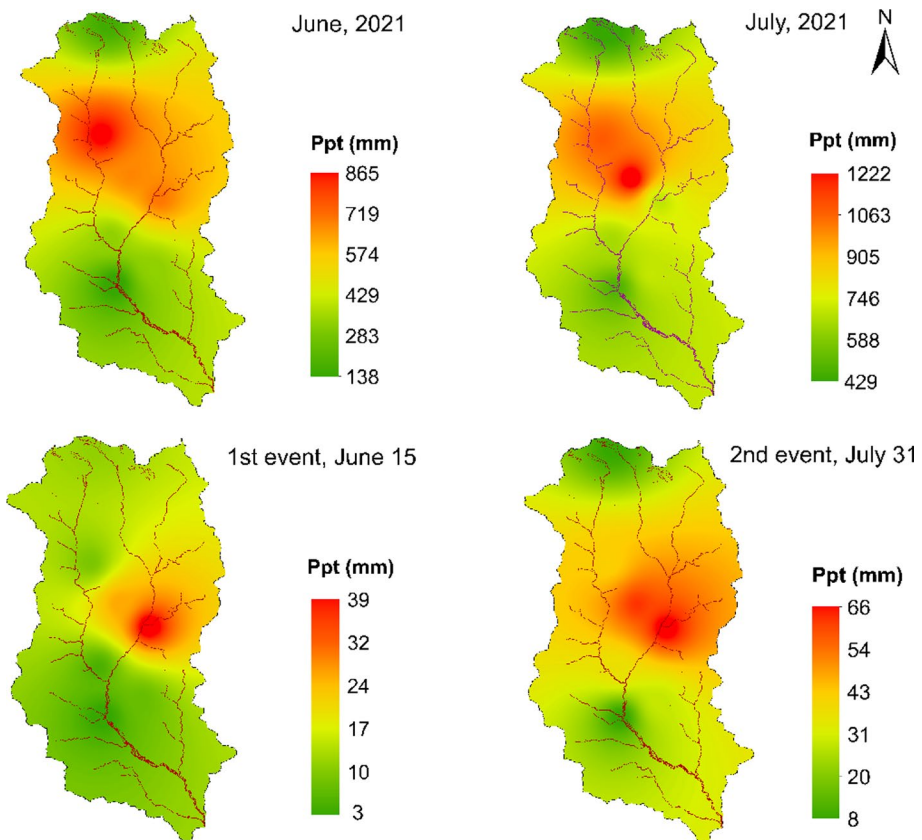 June, 2021
Ppt (mm)
865
719
574
429
283
138
July, 2021
N
Ppt (mm)
1222
1063
905
746
588
429
1st event, June 15
Ppt (mm)
39
32
24
17
10
3
2nd event, July 31
Ppt (mm)
66
54
43
31
20
8